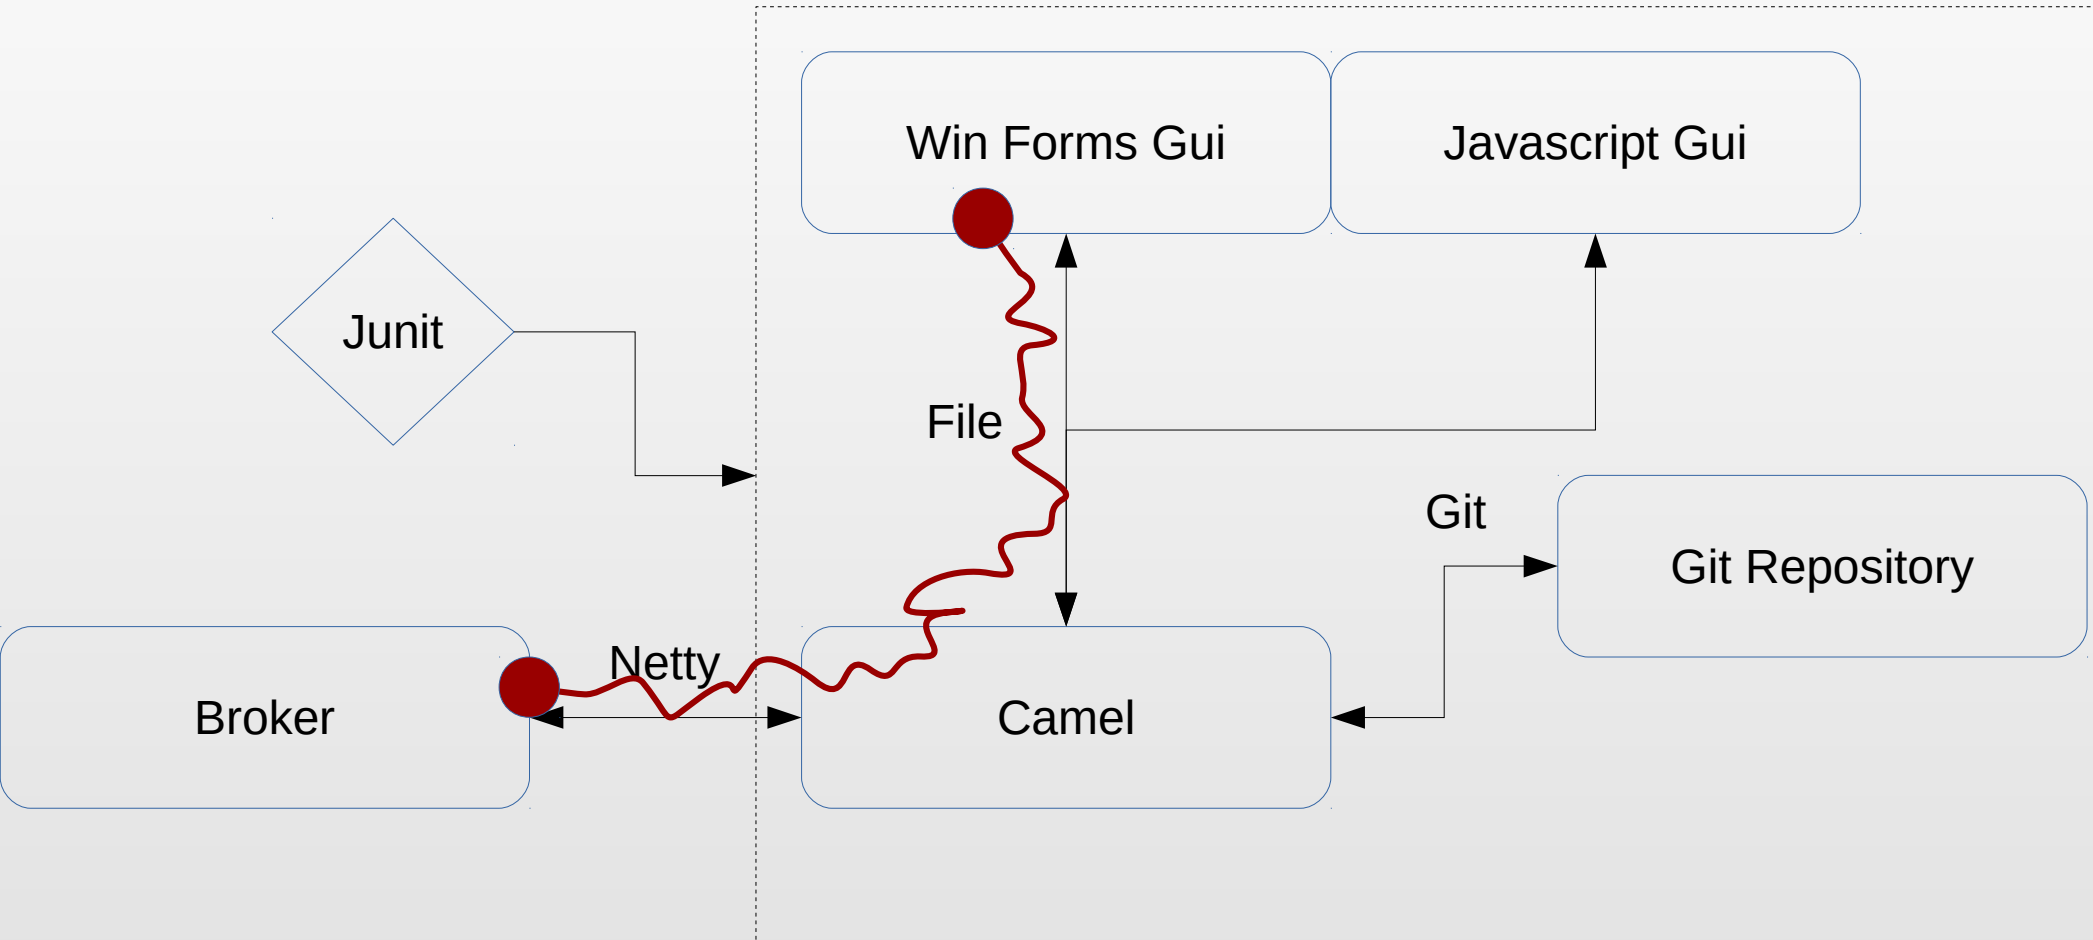 Win Forms Gui
Javascript Gui
Junit
File
Git
Git Repository
Netty
Broker
Camel